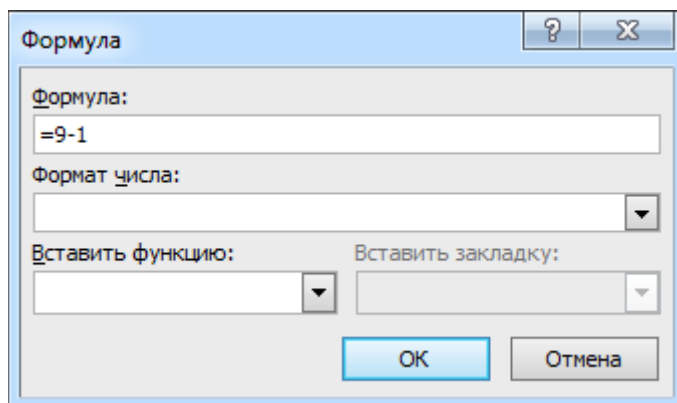 Формула
Формула:
=9-1
Формат числа:
Вставить функцию: Вставить закладку:
ОК Отмена